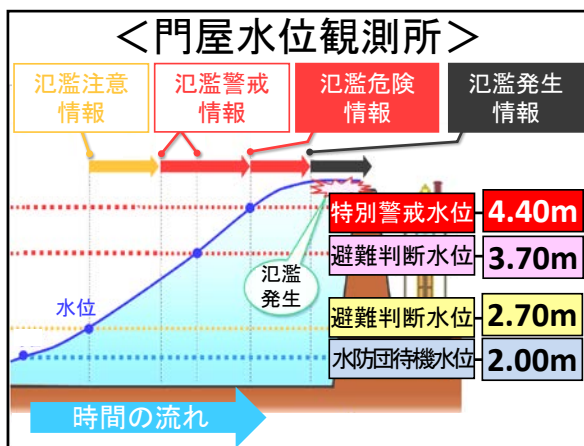 ＜門屋水位観測所＞
氾濫注意
情報
氾濫警戒
情報
氾濫危険
情報
氾濫発生
情報
特別警戒水位
4.40m
避難判断水位
3.70m
氾濫
発生
水位
避難判断水位
2.70m
水防団待機水位
2.00m
時間の流れ